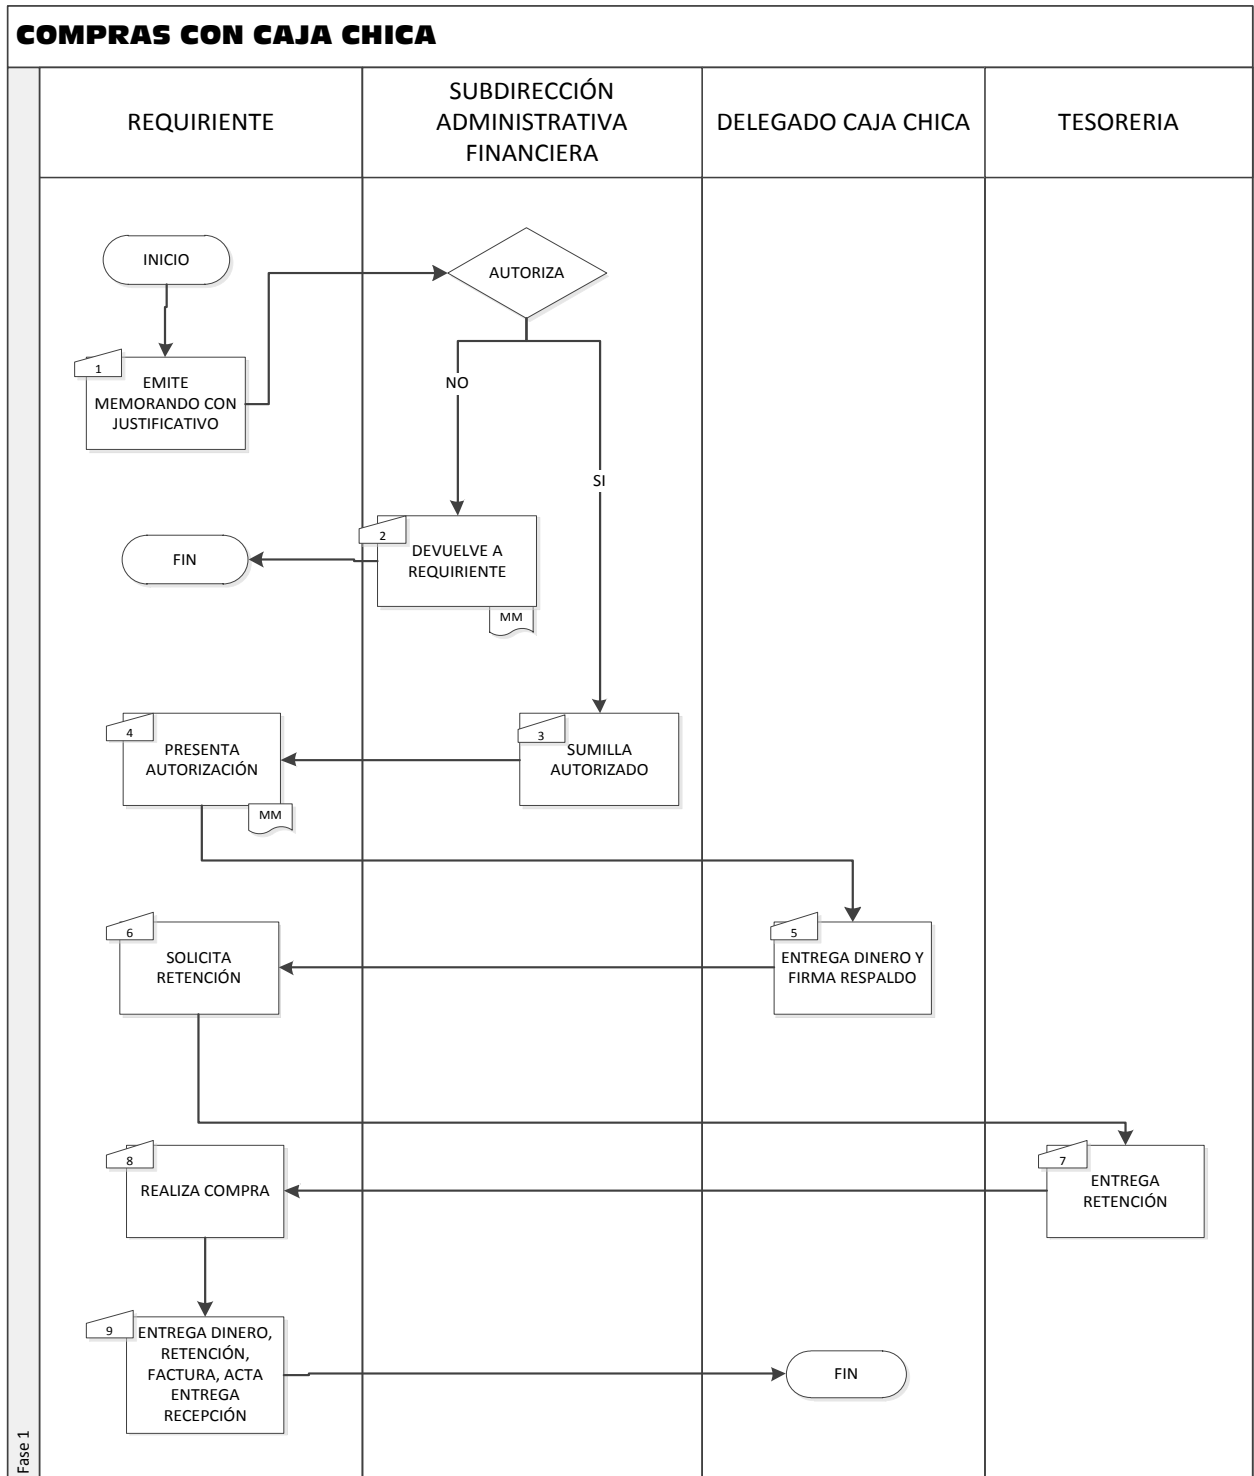 COMPRAS CON CAJA CHICA
REQUIRIENTE
SUBDIRECCIÓN
ADMINISTRATIVA
FINANCIERA
DELEGADO CAJA CHICA
TESORERIA
INICIO
AUTORIZA
1
EMITE
MEMORANDO CON
JUSTIFICATIVO
NO
SI
2
DEVUELVE A
REQUIRIENTE
MM
FIN
4
PRESENTA
AUTORIZACIÓN
MM
3
SUMILLA
AUTORIZADO
6
SOLICITA
RETENCIÓN
5
ENTREGA DINERO Y
FIRMA RESPALDO
8
REALIZA COMPRA
7
ENTREGA
RETENCIÓN
9
ENTREGA DINERO,
RETENCIÓN,
FACTURA, ACTA
ENTREGA
RECEPCIÓN
FIN
Fase 1